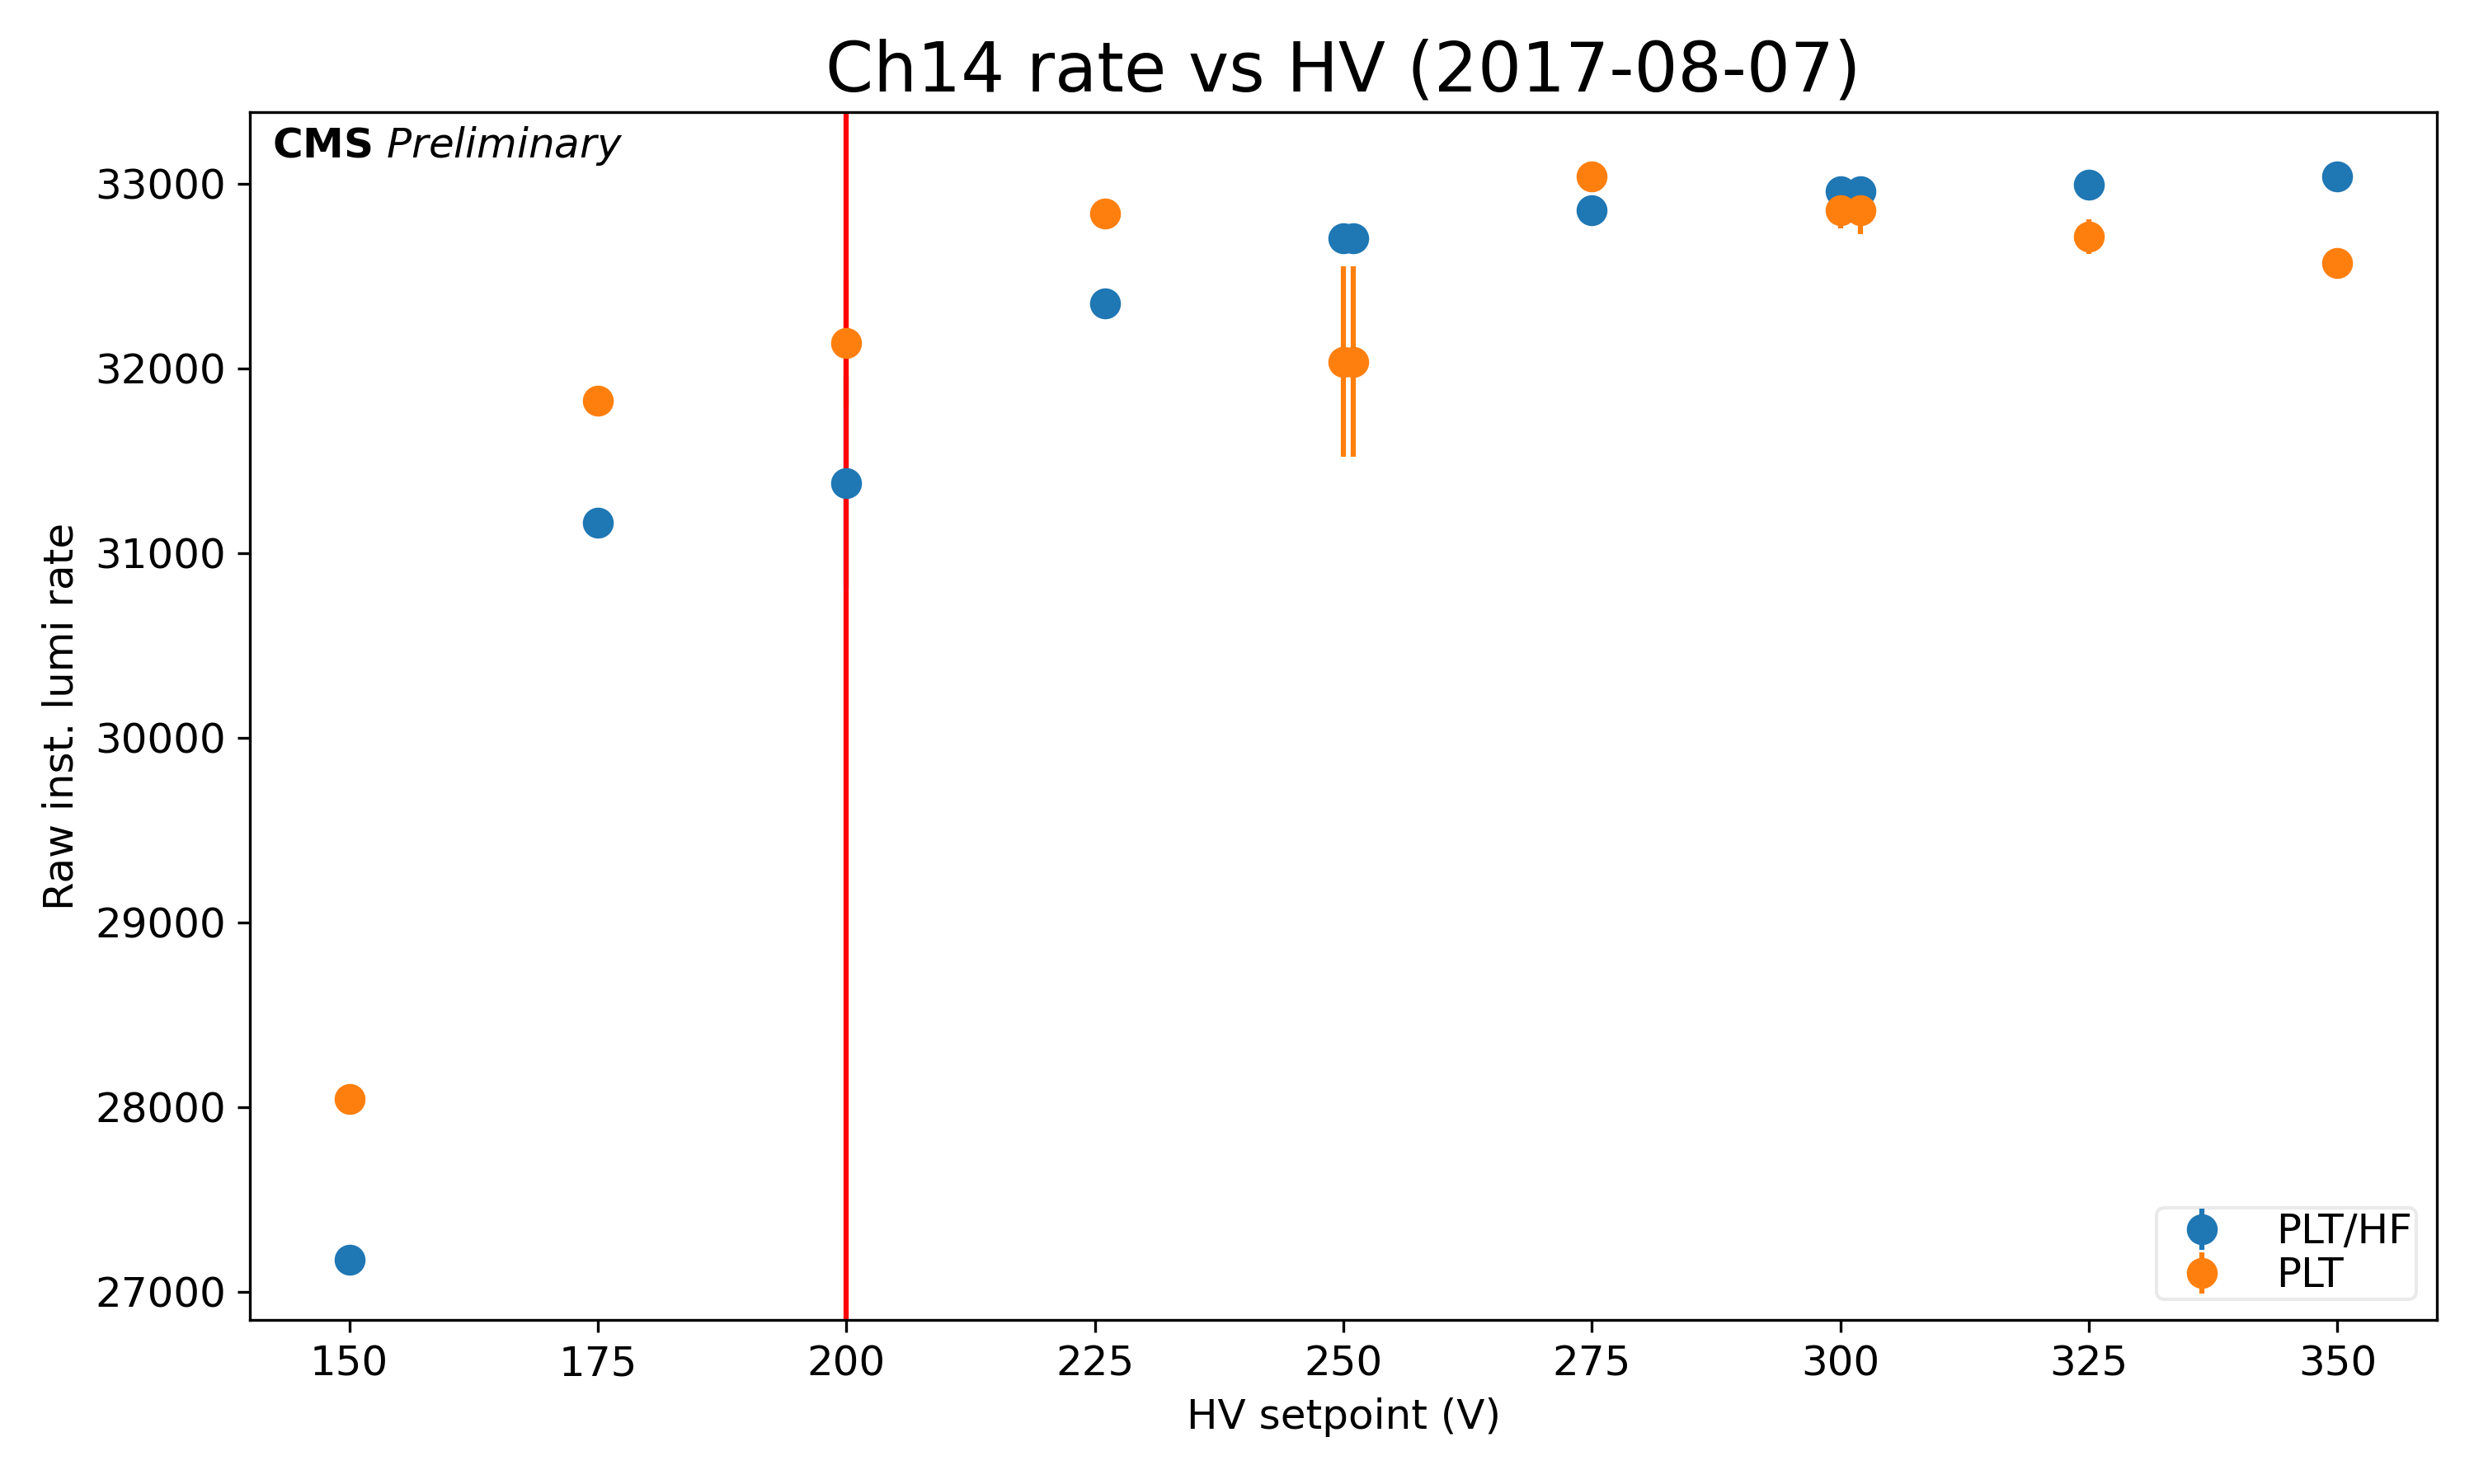 Ch14 rate vs HV (2017-08-07)
CMS Preliminary
33000
32000
31000
30000
29000
28000
27000
Raw inst. lumi rate
150 175 200 225 250 275 300 325 350
HV setpoint (V)
PLT/HF
PLT